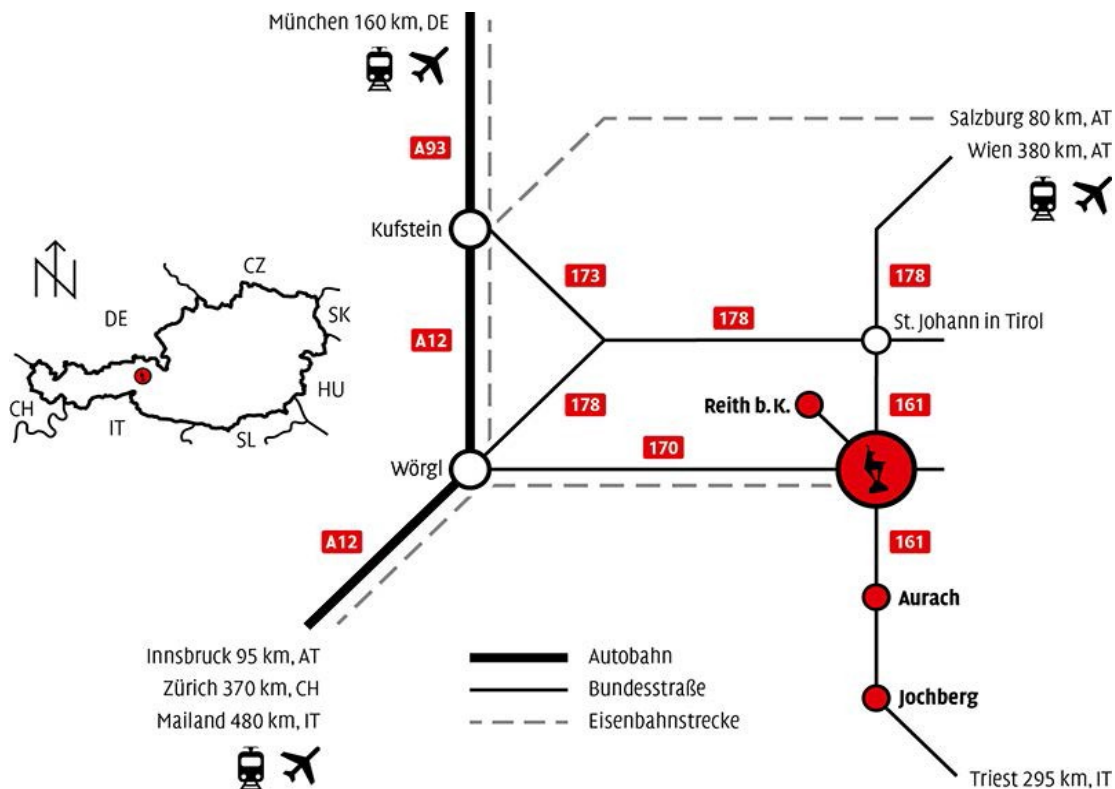 München 160 km, DE
Salzburg 80 km, AT
Wien 380 km, AT
A93
Kufstein
N
CZ
DE
SK
HU
CH
IT
SL
173
178
178
A12
St. Johann in Tirol
178
Reith b. K.
161
Wörgl
170
A12
161
Aurach
Innsbruck 95 km, AT
Zürich 370 km, CH
Mailand 480 km, IT
Autobahn
Bundesstraße
Eisenbahnstrecke
Jochberg
Triest 295 km, IT